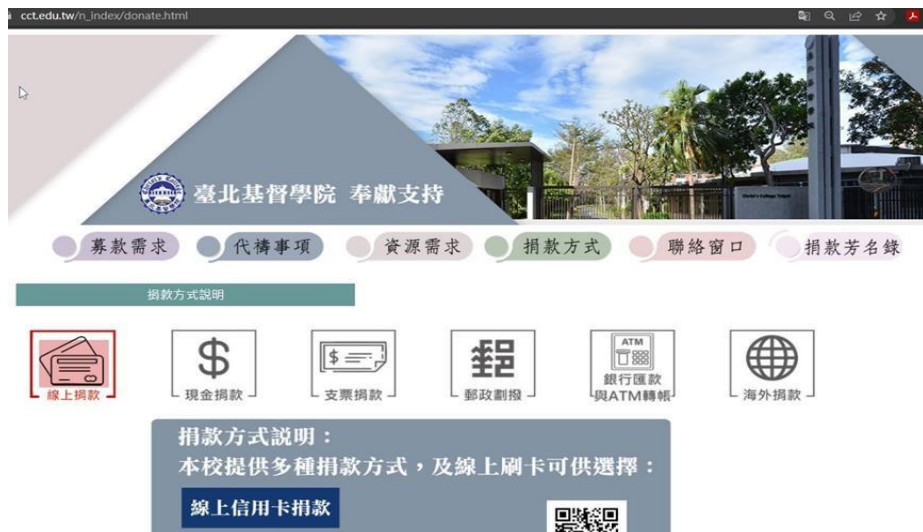 cct.edu.tw/n_index/donate.html
臺北基督學院 奉獻支持
募款需求 代禱事項 資源需求 捐款方式 聯絡窗口 捐款芳名錄
捐款方式說明
$ $ 郵 ATM
線上捐款 現金捐款 支票捐款 郵政劃撥 銀行匯款與ATM轉帳 海外捐款
捐款方式說明：
本校提供多種捐款方式，及線上刷卡可供選擇：
線上信用卡捐款